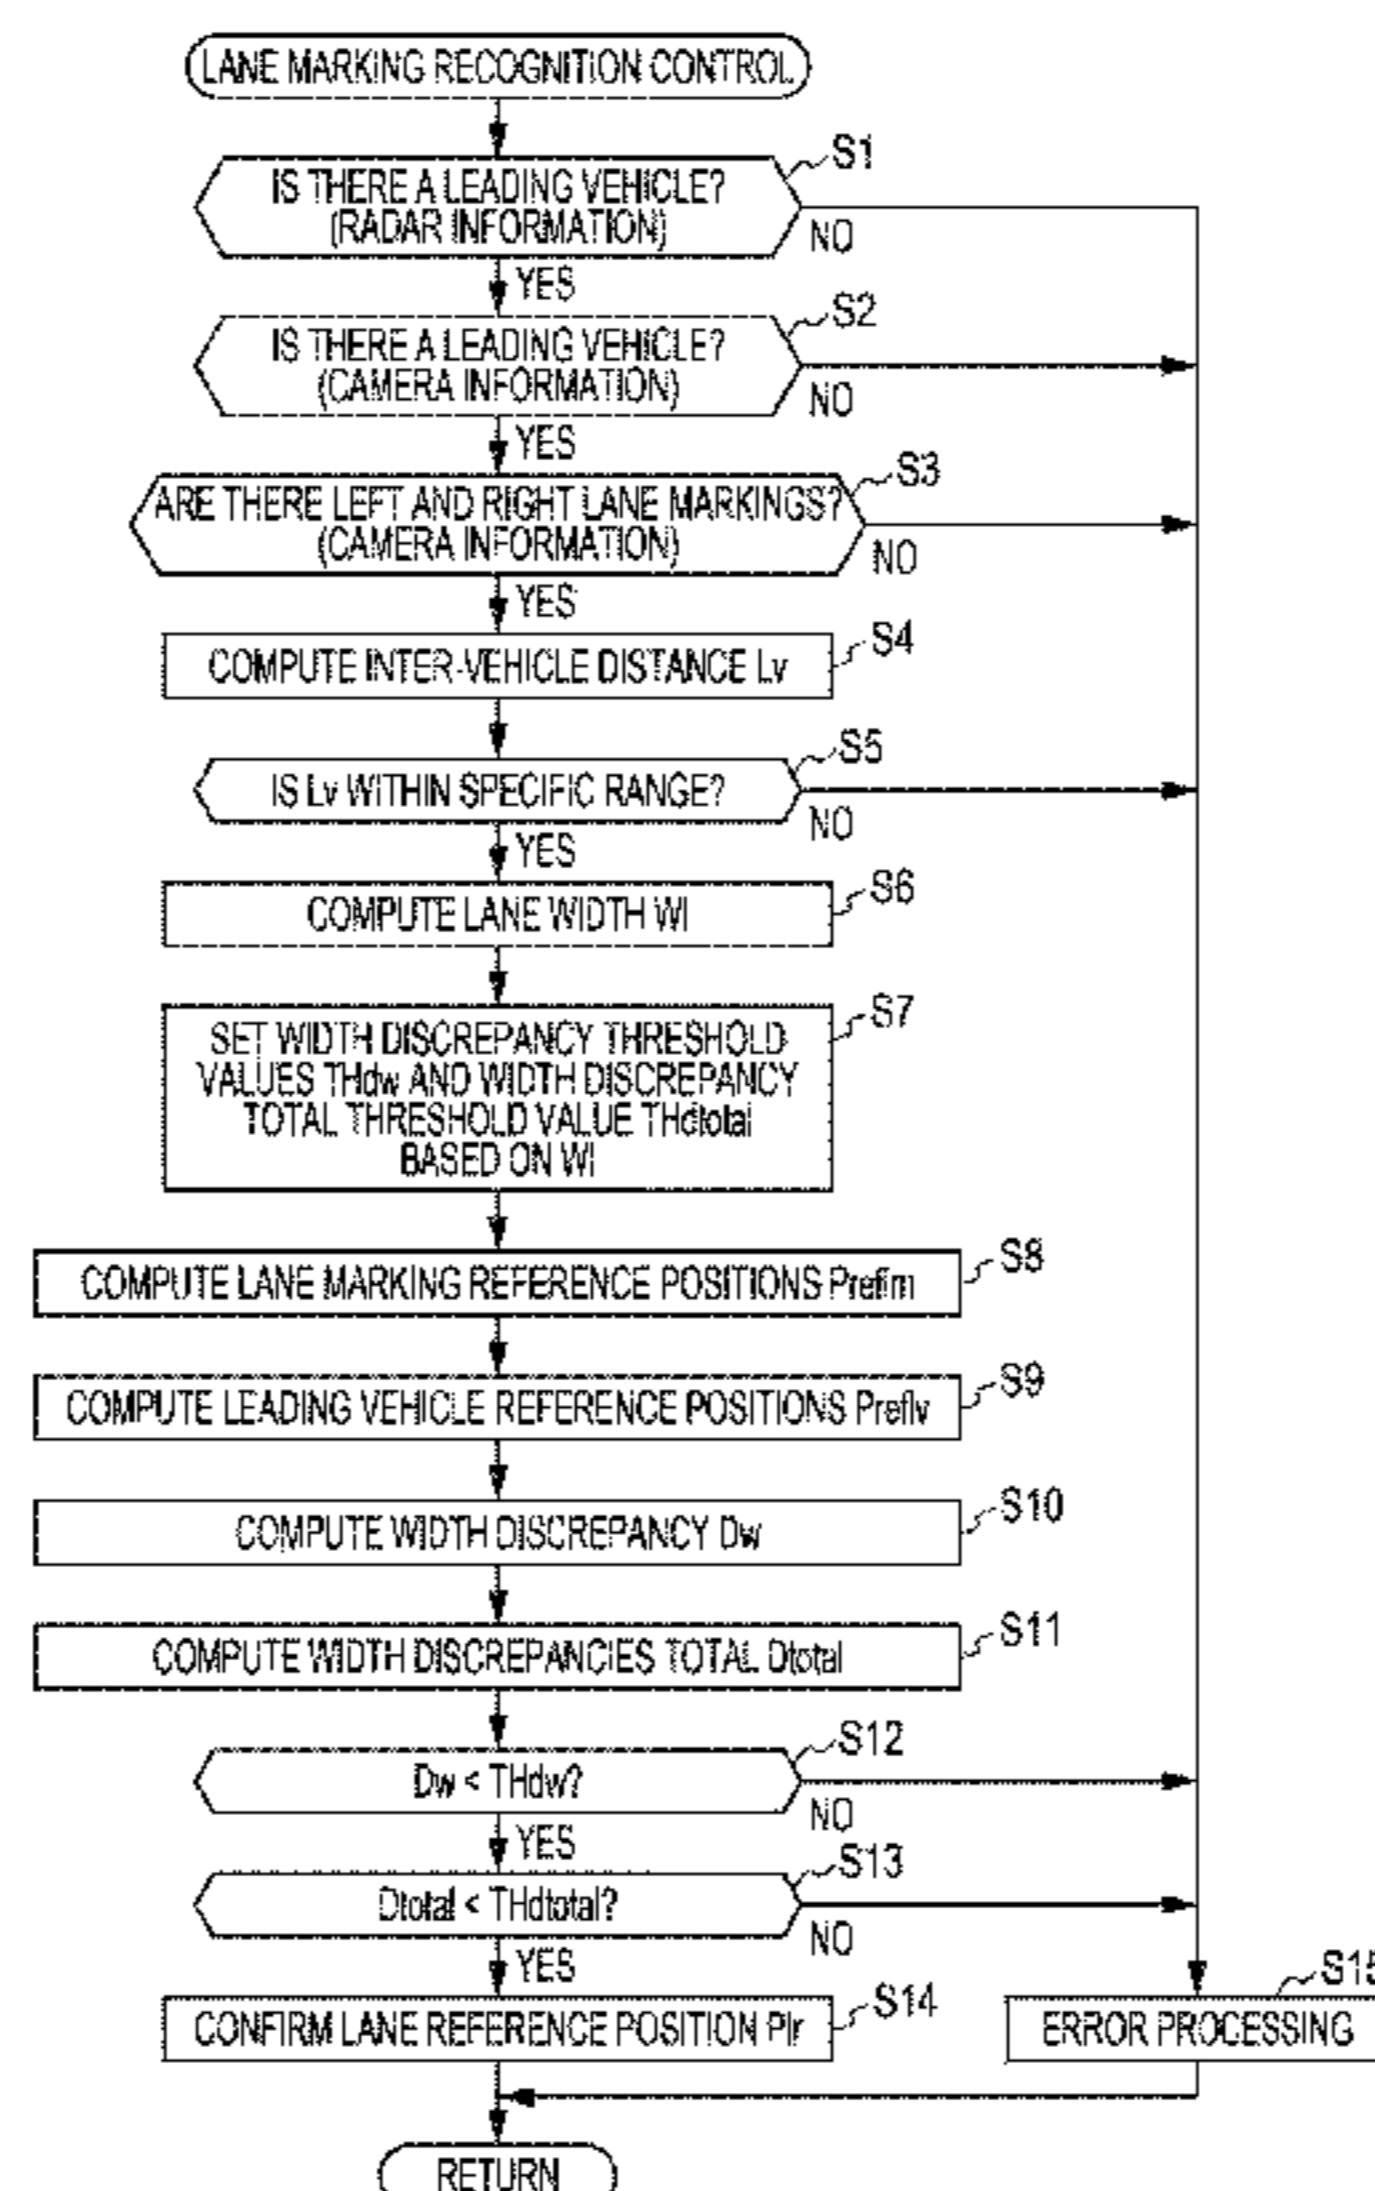 LANE MARKING RECOGNITION CONTROL
S1
IS THERE A LEADING VEHICLE?
(RADAR INFORMATION)
NO
YES
S2
IS THERE A LEADING VEHICLE?
(CAMERA INFORMATION)
NO
YES
S3
ARE THERE LEFT AND RIGHT LANE MARKINGS?
(CAMERA INFORMATION)
NO
YES
S4
COMPUTE INTER-VEHICLE DISTANCE Lv
S5
IS Lv WITHIN SPECIFIC RANGE?
NO
YES
S6
COMPUTE LANE WIDTH Wl
S7
SET WIDTH DISCREPANCY THRESHOLD
VALUES THdw AND WIDTH DISCREPANCY
TOTAL THRESHOLD VALUE THdtotal
BASED ON Wl
S8
COMPUTE LANE MARKING REFERENCE POSITIONS Preflm
S9
COMPUTE LEADING VEHICLE REFERENCE POSITIONS Preflv
S10
COMPUTE WIDTH DISCREPANCY Dw
S11
COMPUTE WIDTH DISCREPANCIES TOTAL Dtotal
S12
Dw < THdw?
NO
YES
S13
Dtotal < THdtotal?
NO
YES
S14
CONFIRM LANE REFERENCE POSITION Plr
S15
ERROR PROCESSING
RETURN